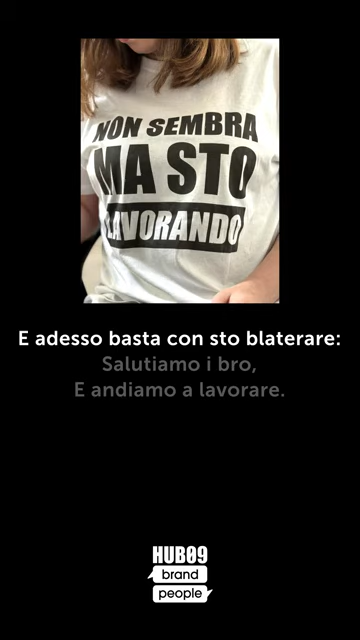 NON SEMBRA
MA STO
LAVORANDO
E adesso basta con sto blaterare:
Salutiamo i bro,
E andiamo a lavorare.
HUB09
brand
people